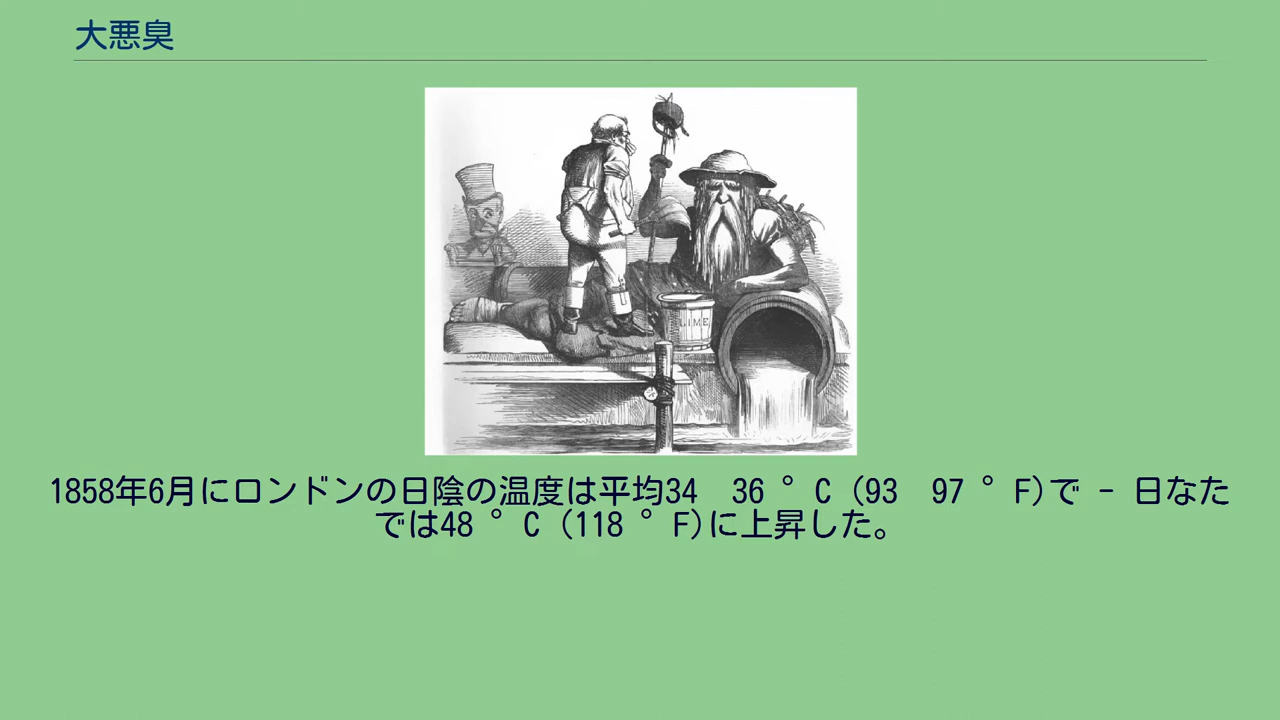 大悪臭
LIME
1858年6月にロンドンの日陰の温度は平均34　36 ° C (93　97 ° F)で - 日なた
では48 ° C (118 ° F)に上昇した。